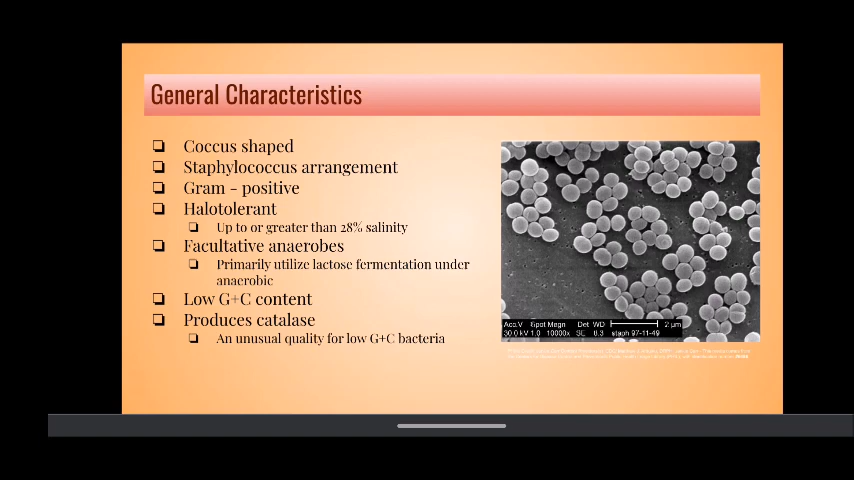 General Characteristics
❏ Coccus shaped
❏ Staphylococcus arrangement
❏ Gram - positive
❏ Halotolerant
❏ Up to or greater than 28% salinity
❏ Facultative anaerobes
❏ Primarily utilize lactose fermentation under
anaerobic
❏ Low G+C content
❏ Produces catalase
❏ An unusual quality for low G+C bacteria
Acc.V Spot Magn Det WD 2 µm
30.0 kV 1.0 10000x SE 8.3 staph 97-11-49